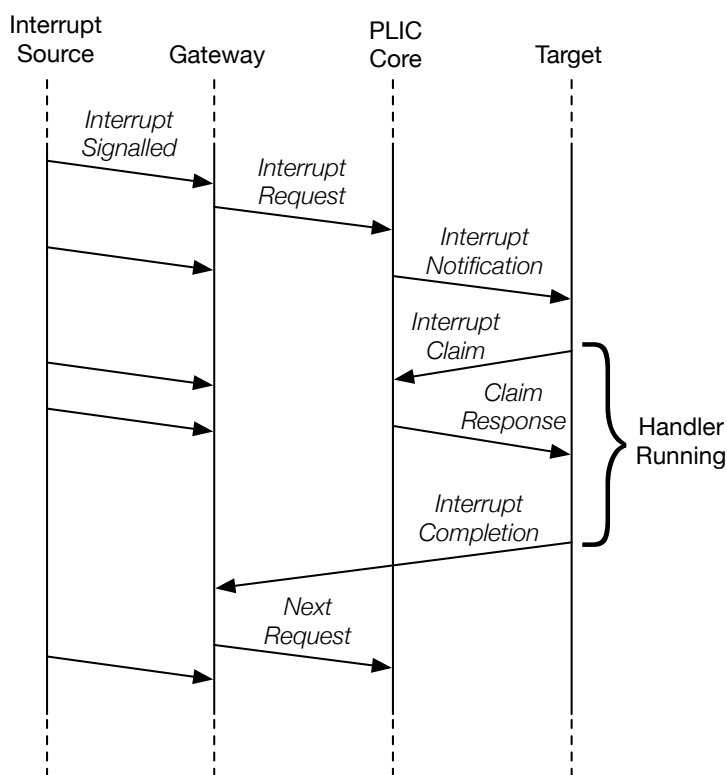 Interrupt
Source
Gateway
PLIC
Core
Target
Interrupt
Signalled
Interrupt
Request
Interrupt
Notification
Interrupt
Claim
Claim
Response
Handler
Running
Interrupt
Completion
Next
Request